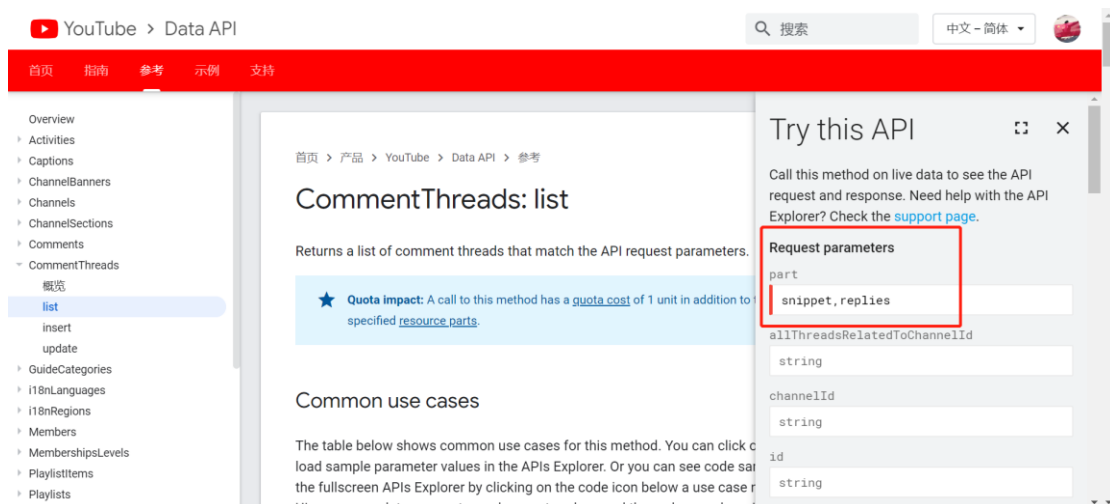 YouTube > Data API
搜索
中文 – 简体
首页 指南 参考 示例 支持
Overview
Activities
Captions
ChannelBanners
Channels
ChannelSections
Comments
CommentThreads
概览
list
insert
update
GuideCategories
i18nLanguages
i18nRegions
Members
MembershipsLevels
PlaylistItems
Playlists
首页 > 产品 > YouTube > Data API > 参考
CommentThreads: list
Returns a list of comment threads that match the API request parameters.
Quota impact: A call to this method has a quota cost of 1 unit in addition to
specified resource parts.
Common use cases
The table below shows common use cases for this method. You can click
load sample parameter values in the APIs Explorer. Or you can see code
the fullscreen APIs Explorer by clicking on the code icon below a use case
Try this API
Call this method on live data to see the API
request and response. Need help with the API
Explorer? Check the support page.
Request parameters
part
snippet,replies
allThreadsRelatedToChannelId
string
channelId
string
id
string